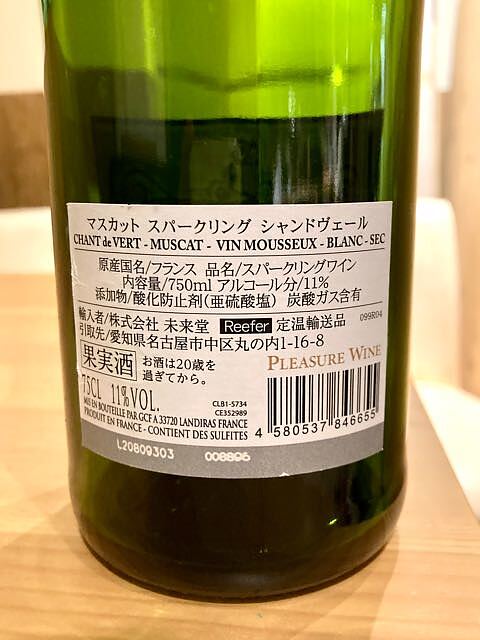 マスカット スパークリング シャンドヴェール
CHANT de VERT - MUSCAT - VIN MOUSSEUX - BLANC - SEC
原産国名/フランス 品名/スパークリングワイン
内容量/750ml アルコール分/11%
添加物/酸化防止剤(亜硫酸塩) 炭酸ガス含有
輸入者/株式会社 未来堂 Reefer 定温輸送品 099R04
引取先/愛知県名古屋市中区丸の内1-16-8
果実酒 お酒は20歳を
過ぎてから。
PLEASURE WINE
75CL 11%VOL.
CLB1-S734
CE352989
MIS EN BOUTEILLE PAR GCF A 33720 LANDIRAS FRANCE
PRODUIT EN FRANCE - CONTIENT DES SULFITES
4 580537 846655
L20809303 008896